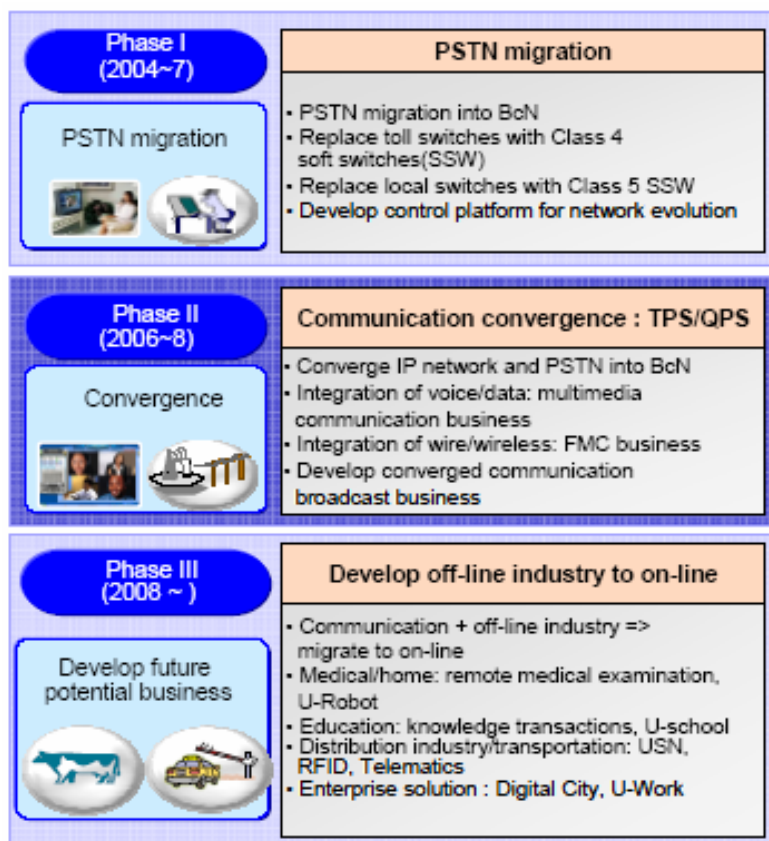 Phase I
(2004~7)
PSTN migration
PSTN migration
• PSTN migration into BcN
• Replace toll switches with Class 4
soft switches(SSW)
• Replace local switches with Class 5 SSW
• Develop control platform for network evolution
Phase II
(2006~8)
Convergence
Communication convergence : TPS/QPS
• Converge IP network and PSTN into BcN
• Integration of voice/data: multimedia
communication business
• Integration of wire/wireless: FMC business
• Develop converged communication
broadcast business
Phase III
(2008 ~ )
Develop future
potential business
Develop off-line industry to on-line
• Communication + off-line industry =>
migrate to on-line
• Medical/home: remote medical examination,
U-Robot
• Education: knowledge transactions, U-school
• Distribution industry/transportation: USN,
RFID, Telematics
• Enterprise solution : Digital City, U-Work